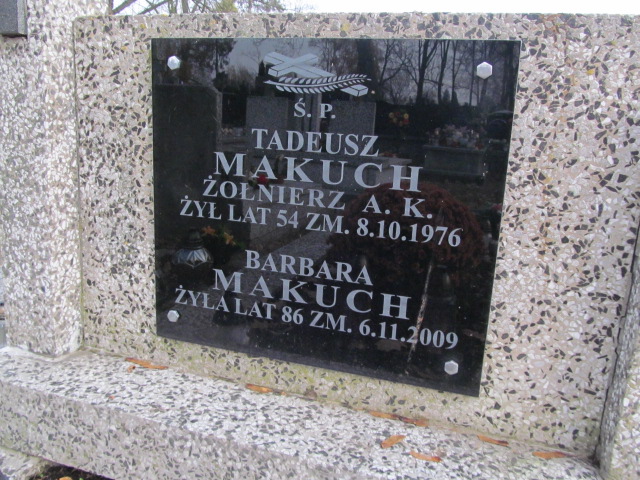 Ś. P.
TADEUSZ
MAKUCH
ŻOŁNIERZ A. K.
ŻYŁ LAT 54 ZM. 8.10.1976
BARBARA
MAKUCH
ŻYŁA LAT 86 ZM. 6.11.2009